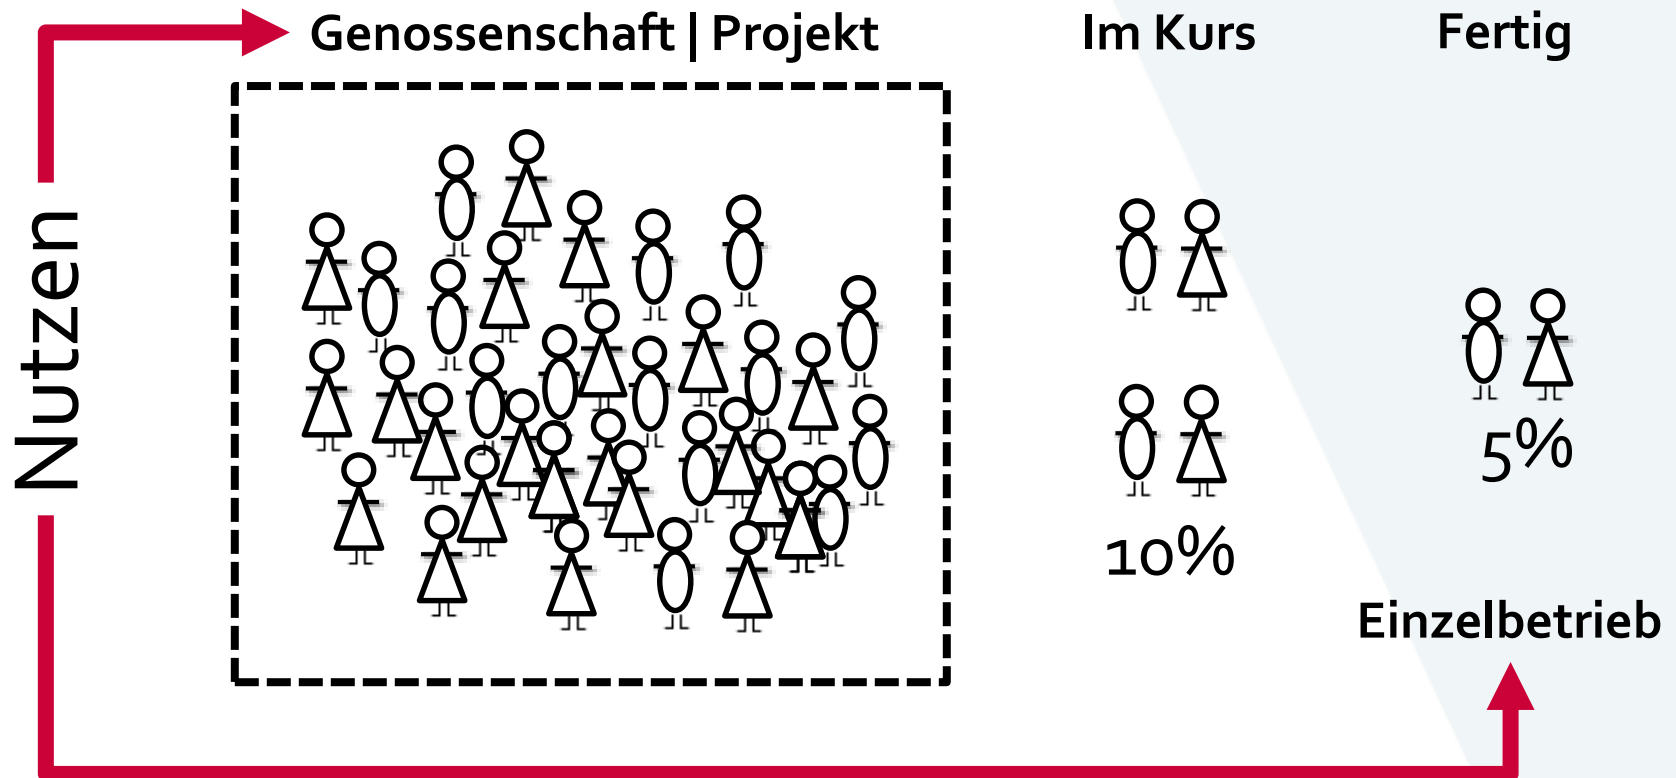 Genossenschaft | Projekt
Im Kurs
Fertig
Nutzen
5%
10%
Einzelbetrieb